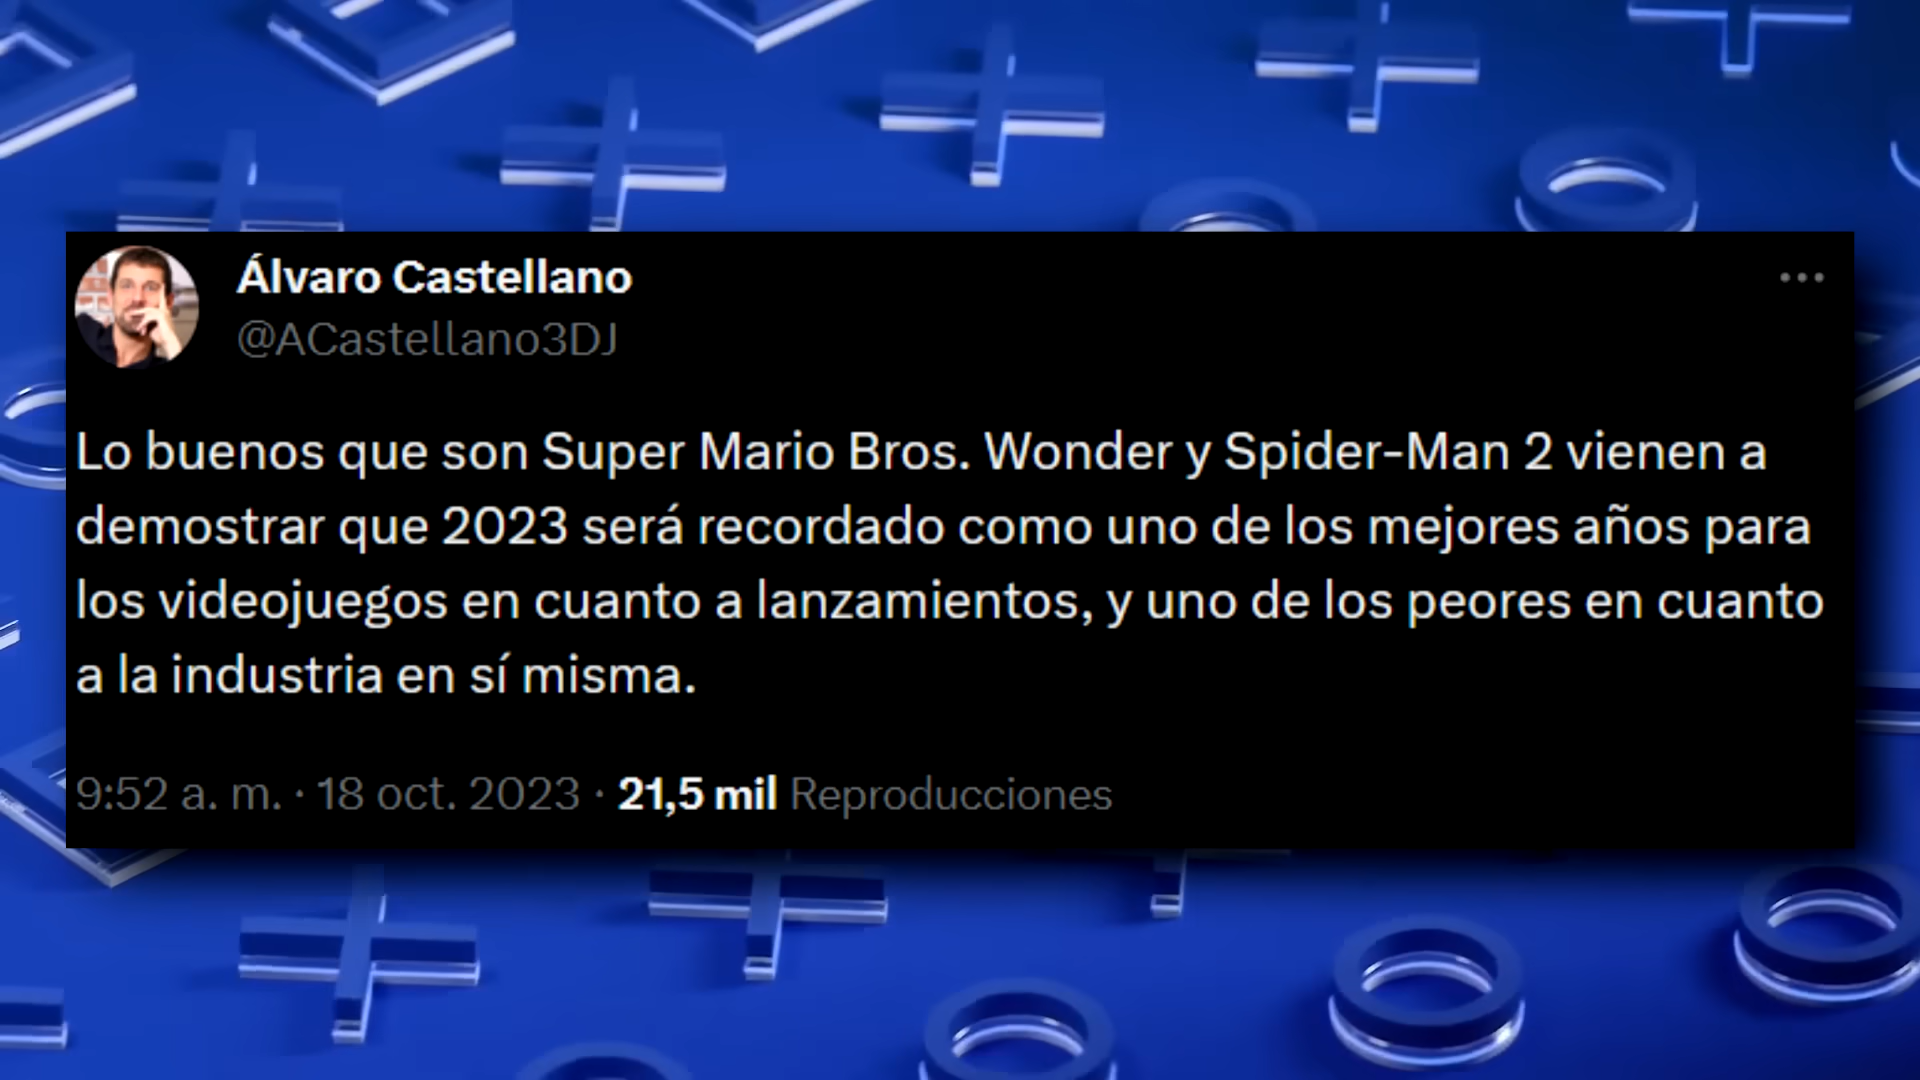 Álvaro Castellano
@ACastellano3DJ
Lo buenos que son Super Mario Bros. Wonder y Spider-Man 2 vienen a
demostrar que 2023 será recordado como uno de los mejores años para
los videojuegos en cuanto a lanzamientos, y uno de los peores en cuanto
a la industria en sí misma.
9:52 a. m. · 18 oct. 2023 · 21,5 mil Reproducciones